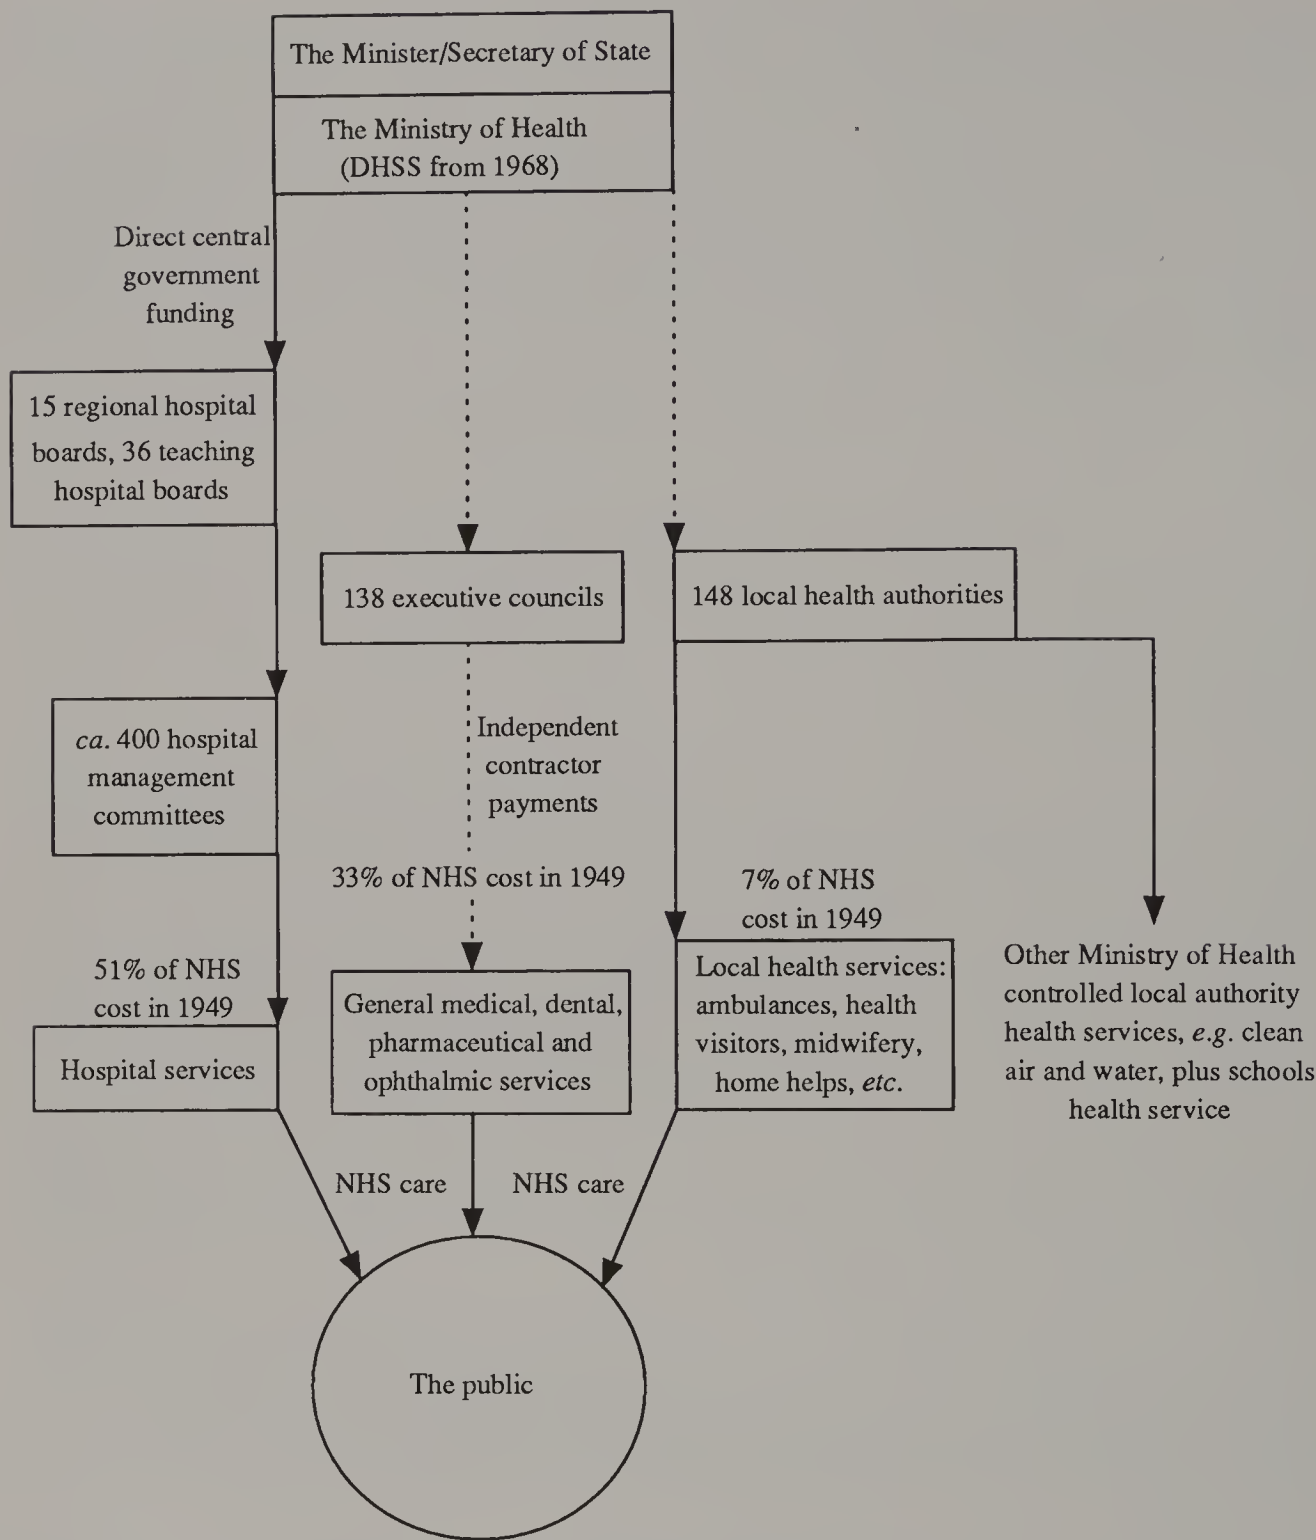 The Minister/Secretary of State
The Ministry of Health
(DHSS from 1968)
Direct central
government
funding
15 regional hospital
boards, 36 teaching
hospital boards
138 executive councils
148 local health authorities
ca. 400 hospital
management
committees
Independent
contractor
payments
33% of NHS cost in 1949
7% of NHS
cost in 1949
51% of NHS
cost in 1949
Hospital services
General medical, dental,
pharmaceutical and
ophthalmic services
Local health services:
ambulances, health
visitors, midwifery,
home helps, etc.
Other Ministry of Health
controlled local authority
health services, e.g. clean
air and water, plus schools
health service
NHS care
NHS care
The public